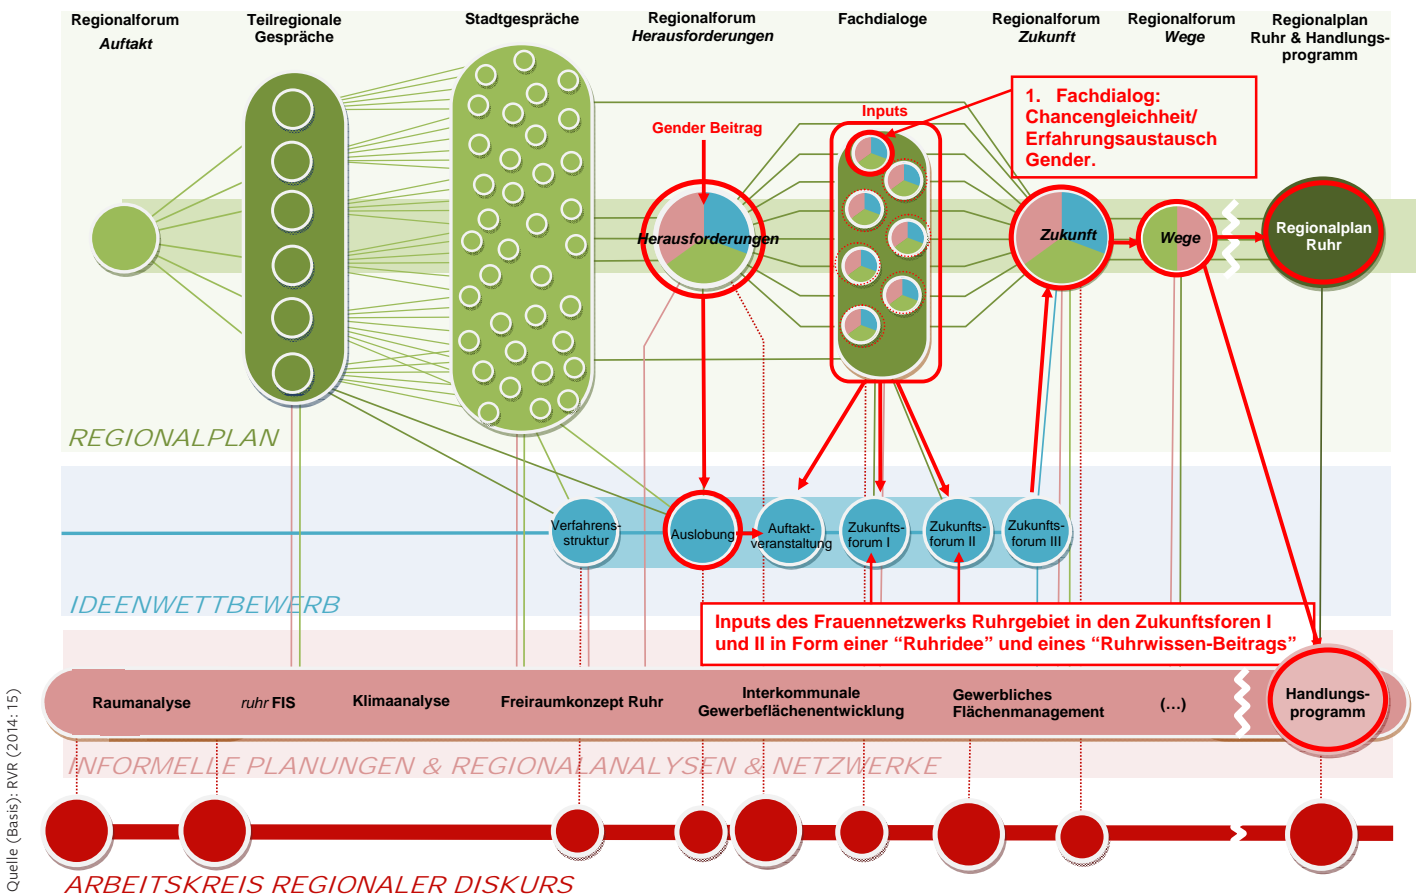 Regionalforum
Auftakt
Teilregionale
Gespräche
Stadtgespräche
Regionalforum
Herausforderungen
Fachdialoge
Regionalforum
Zukunft
Regionalforum
Wege
Regionalplan
Ruhr & Handlungs-
programm
Gender Beitrag
Inputs
1. Fachdialog:
Chancengleichheit/
Erfahrungsaustausch
Gender.
Herausforderungen
Zukunft
Wege
Regionalplan
Ruhr
REGIONALPLAN
Verfahrens-
struktur
Auslobung
Auftakt-
veranstaltung
Zukunfts-
forum I
Zukunfts-
forum II
Zukunfts-
forum III
IDEENWETTBEWERB
Inputs des Frauennetzwerks Ruhrgebiet in den Zukunftsforen I
und II in Form einer “Ruhridee” und eines “Ruhrwissen-Beitrags”
Raumanalyse
ruhr FIS
Klimaanalyse
Freiraumkonzept Ruhr
Interkommunale
Gewerbeflächenentwicklung
Gewerbliches
Flächenmanagement
(…)
Handlungs-
programm
INFORMELLE PLANUNGEN & REGIONALANALYSEN & NETZWERKE
ARBEITSKREIS REGIONALER DISKURS
Quelle (Basis): RVR (2014: 15)